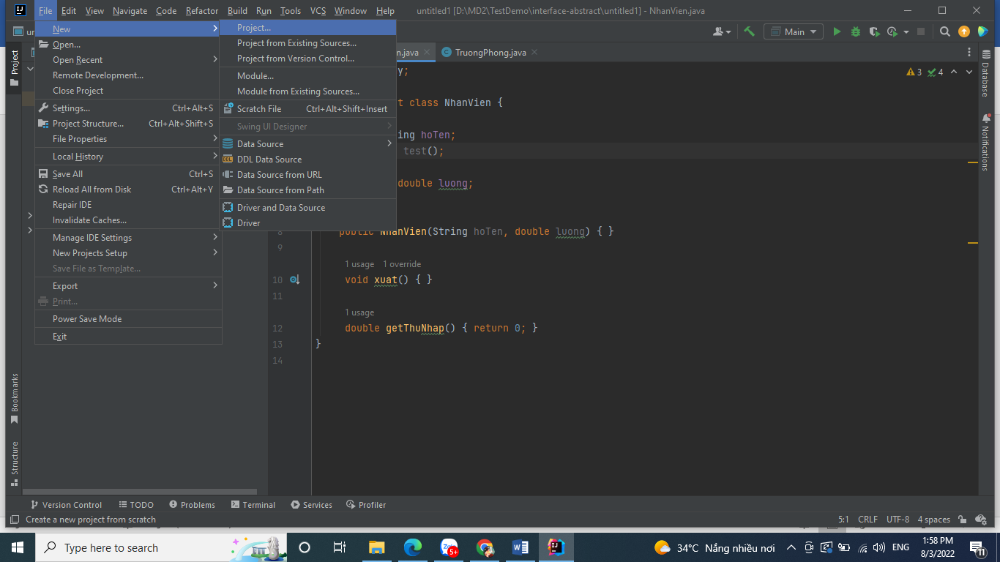 File Edit View Navigate Code Refactor Build Run Tools VCS Window Help untitled1 [D:\MD2\TestDemo\interface-abstract\untitled1] - NhanVien.java
Main
New
Open...
Open Recent
Remote Development...
Close Project
Settings... Ctrl+Alt+S
Project Structure... Ctrl+Alt+Shift+S
File Properties
Local History
Save All Ctrl+S
Reload All from Disk Ctrl+Alt+Y
Repair IDE
Invalidate Caches...
Manage IDE Settings
New Projects Setup
Save File as Template...
Export
Print...
Power Save Mode
Exit
Project...
Project from Existing Sources...
Project from Version Control...
Module...
Module from Existing Sources...
Scratch File Ctrl+Alt+Shift+Insert
Swing UI Designer
Data Source
DDL Data Source
Data Source from URL
Data Source from Path
Driver and Data Source
Driver
n.java TruongPhong.java
y;
3 4
t class NhanVien {
ing hoTen;
test();
double luong;
8 public NhanVien(String hoTen, double luong) { }
9
1 usage 1 override
10 void xuat() { }
11
1 usage
12 double getThuNhap() { return 0; }
13 }
14
Project
Bookmarks
Structure
Database
Notifications
Version Control TODO Problems Terminal Services Profiler
Create a new project from scratch 5:1 CRLF UTF-8 4 spaces
Type here to search 5+ 34°C Nắng nhiều nơi ENG 1:58 PM
8/3/2022 11